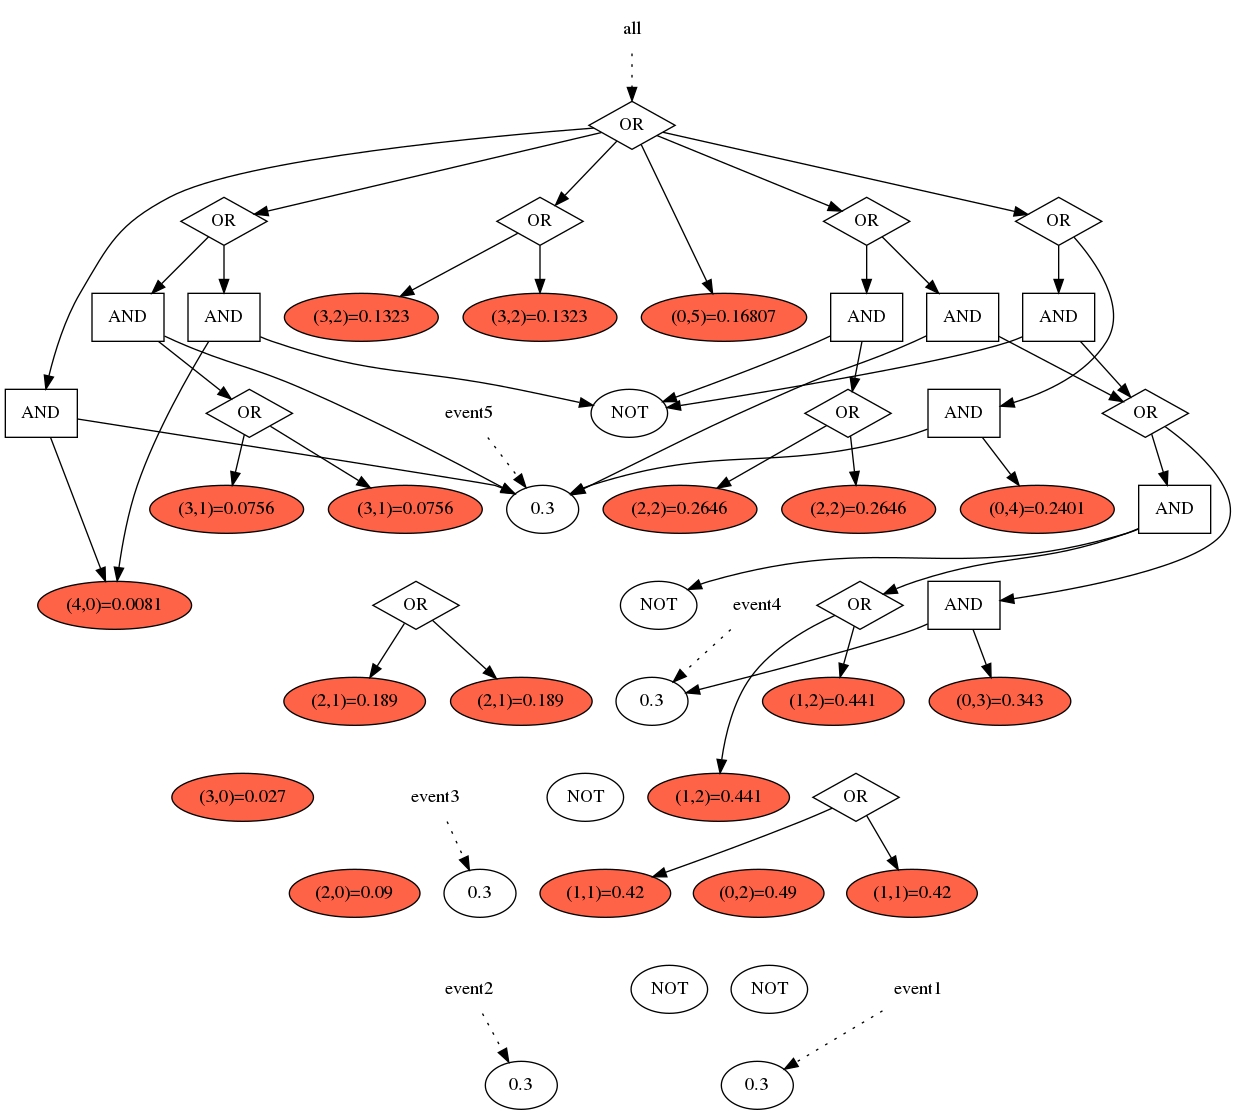 all
OR
OR
OR
OR
OR
AND
AND
(3,2)=0.1323
(3,2)=0.1323
(0,5)=0.16807
AND
AND
AND
AND
OR
event5
NOT
OR
AND
OR
(3,1)=0.0756
(3,1)=0.0756
0.3
(2,2)=0.2646
(2,2)=0.2646
(0,4)=0.2401
AND
(4,0)=0.0081
OR
NOT
event4
OR
AND
(2,1)=0.189
(2,1)=0.189
0.3
(1,2)=0.441
(0,3)=0.343
(3,0)=0.027
event3
NOT
(1,2)=0.441
OR
(2,0)=0.09
0.3
(1,1)=0.42
(0,2)=0.49
(1,1)=0.42
event2
NOT
NOT
event1
0.3
0.3